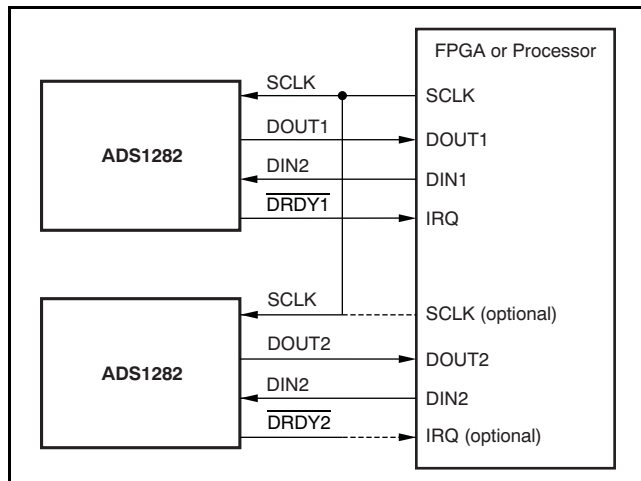 FPGA or Processor
SCLK
SCLK
DOUT1
DOUT1
ADS1282
DIN2
DIN1
DRDY1
IRQ
SCLK
SCLK (optional)
DOUT2
DOUT2
ADS1282
DIN2
DIN2
DRDY2
IRQ (optional)